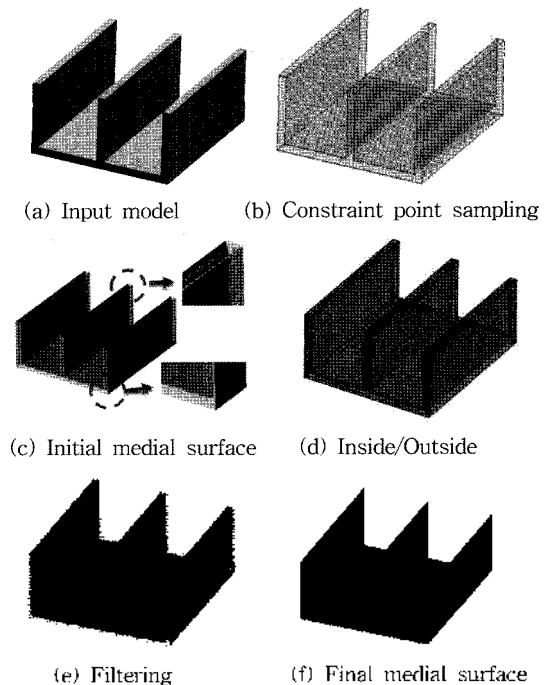 (a) Input model
(b) Constraint point sampling
(c) Initial medial surface
(d) Inside/Outside
(e) Filtering
(f) Final medial surface